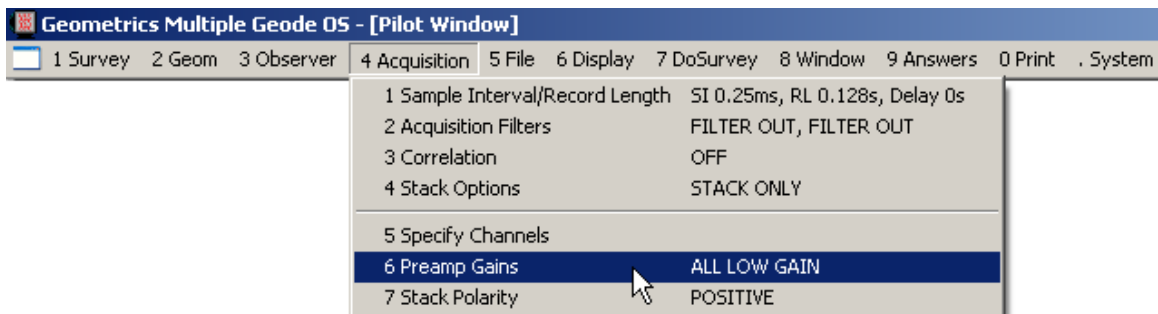 Geometrics Multiple Geode OS - [Pilot Window]
1 Survey 2 Geom 3 Observer 4 Acquisition 5 File 6 Display 7 DoSurvey 8 Window 9 Answers 0 Print . System
1 Sample Interval/Record Length SI 0.25ms, RL 0.128s, Delay 0s
2 Acquisition Filters FILTER OUT, FILTER OUT
3 Correlation OFF
4 Stack Options STACK ONLY
5 Specify Channels
6 Preamp Gains ALL LOW GAIN
7 Stack Polarity POSITIVE